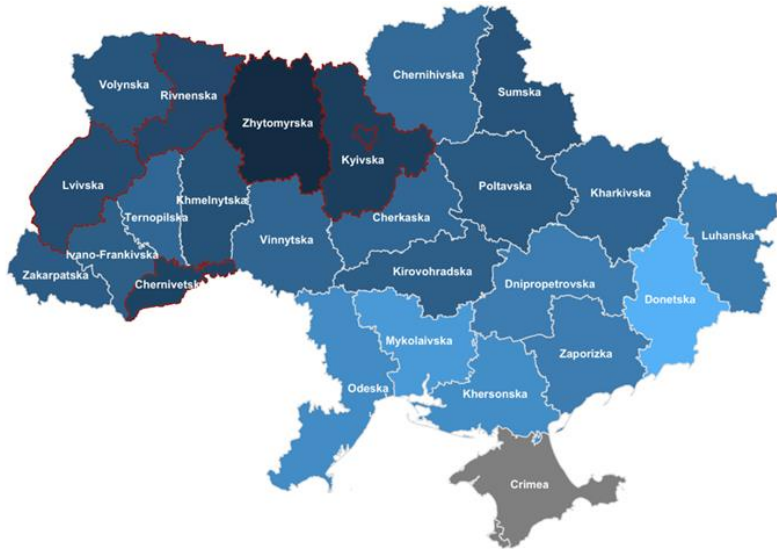 Chernihivska
Volynska
Sumska
Rivnenska
Zhytomyrska
Kyivska
Lvivska
Poltavska
Kharkivska
Khmelnytska
Ternopilska
Cherkaska
Luhanska
Vinnytska
Ivano-Frankivska
Zakarpatska
Kirovohradska
Chernivetsk
Dnipropetrovska
Donetska
Mykolaivska
Zaporizka
Odeska
Khersonska
Crimea